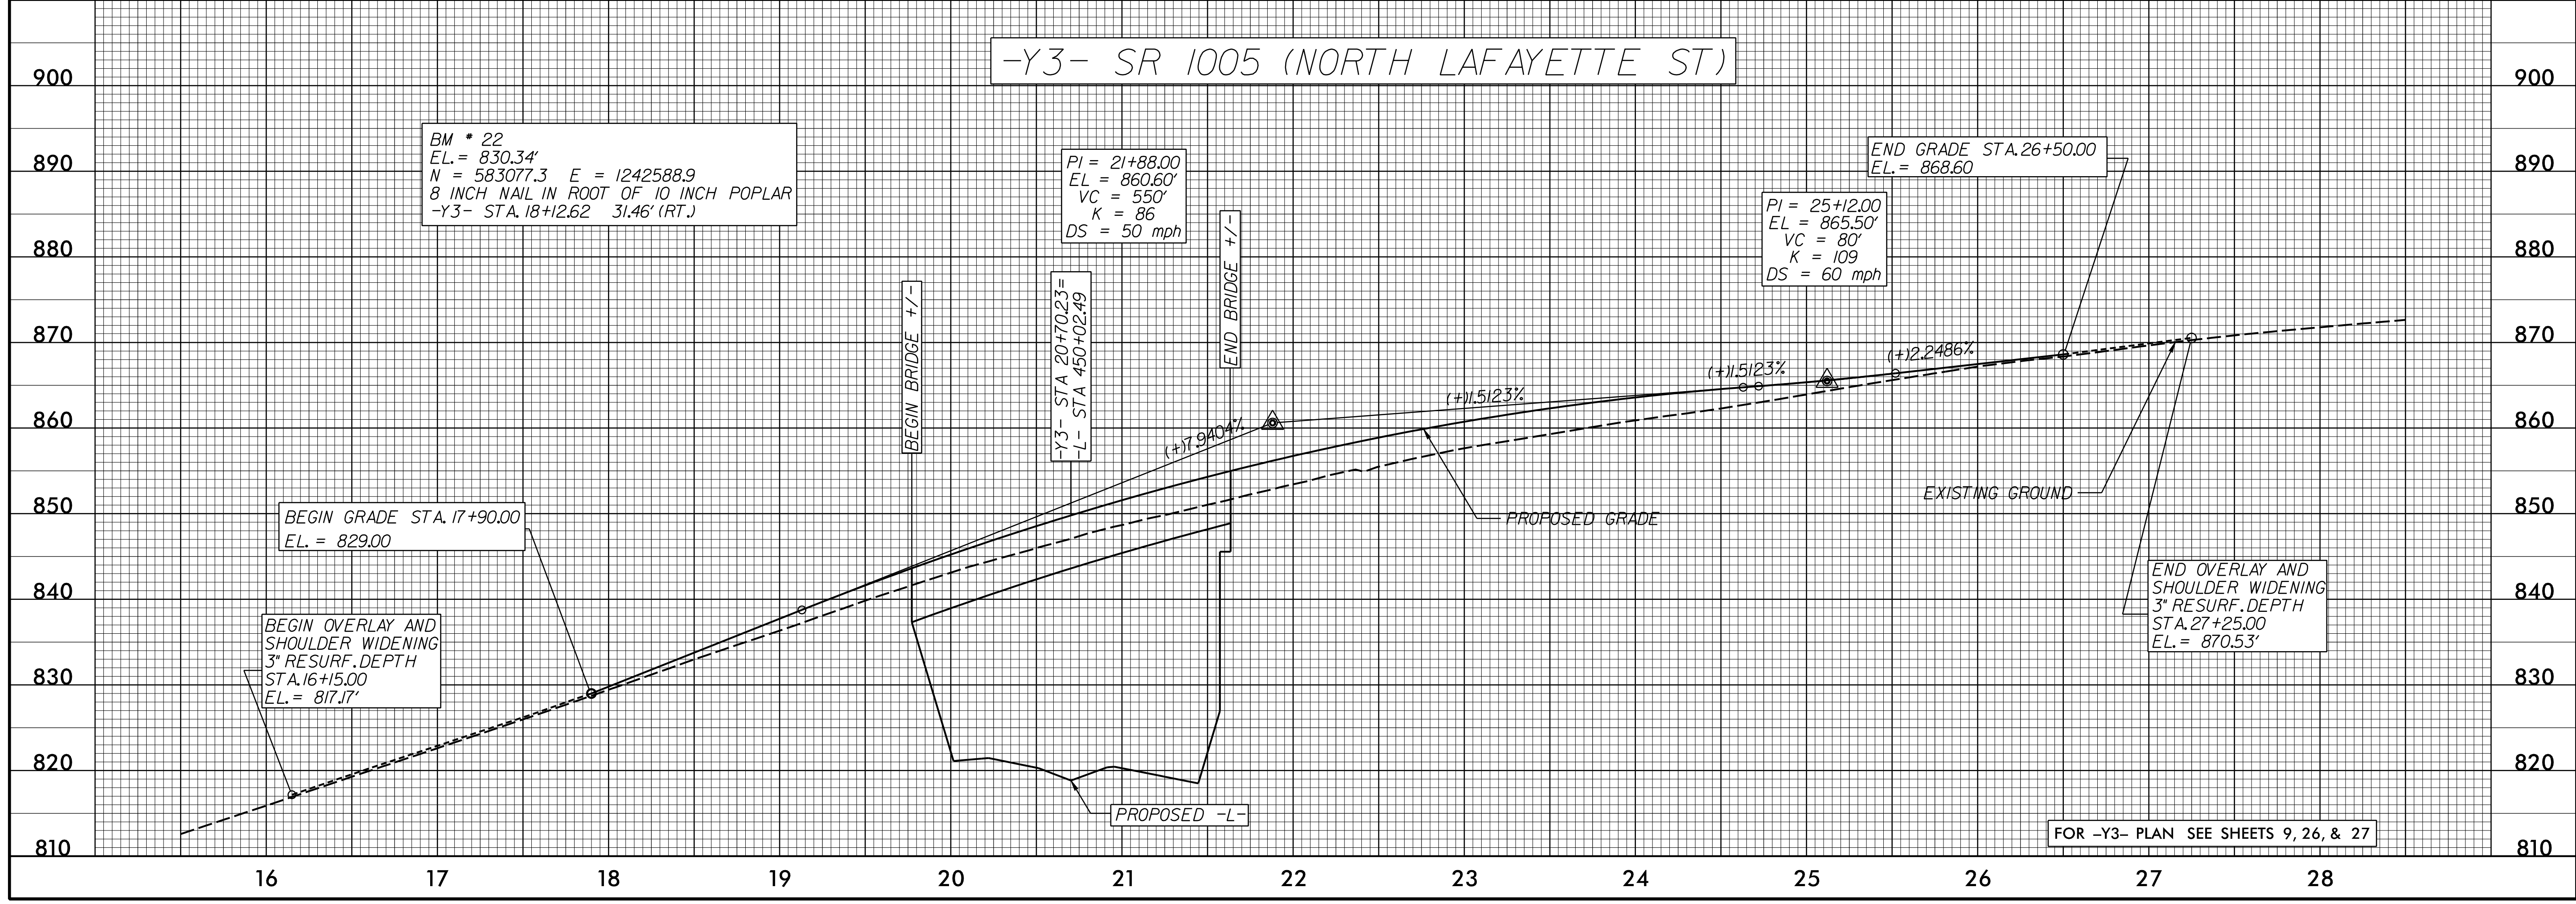 -Y3- SR 1005 (NORTH LAFAYETTE ST)
900
900
BM # 22
EL.= 830.34'
N = 583077.3 E = 1242588.9
8 INCH NAIL IN ROOT OF 10 INCH POPLAR
-Y3- STA. 18+12.62 31.46' (RT.)
PI = 21+88.00
EL = 860.60'
VC = 550'
K = 86
DS = 50 mph
END GRADE STA. 26+50.00
EL.= 868.60
PI = 25+12.00
EL = 865.50'
VC = 80'
K = 109
DS = 60 mph
890
890
880
880
870
870
BEGIN BRIDGE +/-
-Y3- STA 20+70.23=
-L- STA 450+02.49
END BRIDGE +/-
(+)7.9404%
(+)1.5123%
(+)1.5123%
(+)2.2486%
860
860
EXISTING GROUND
PROPOSED GRADE
850
850
BEGIN GRADE STA. 17+90.00
EL. = 829.00
840
840
BEGIN OVERLAY AND
SHOULDER WIDENING
3" RESURF. DEPTH
STA. 16+15.00
EL.= 817.17'
END OVERLAY AND
SHOULDER WIDENING
3" RESURF. DEPTH
STA. 27+25.00
EL.= 870.53'
830
830
820
820
PROPOSED -L-
FOR -Y3- PLAN SEE SHEETS 9, 26, & 27
810
810
16 17 18 19 20 21 22 23 24 25 26 27 28